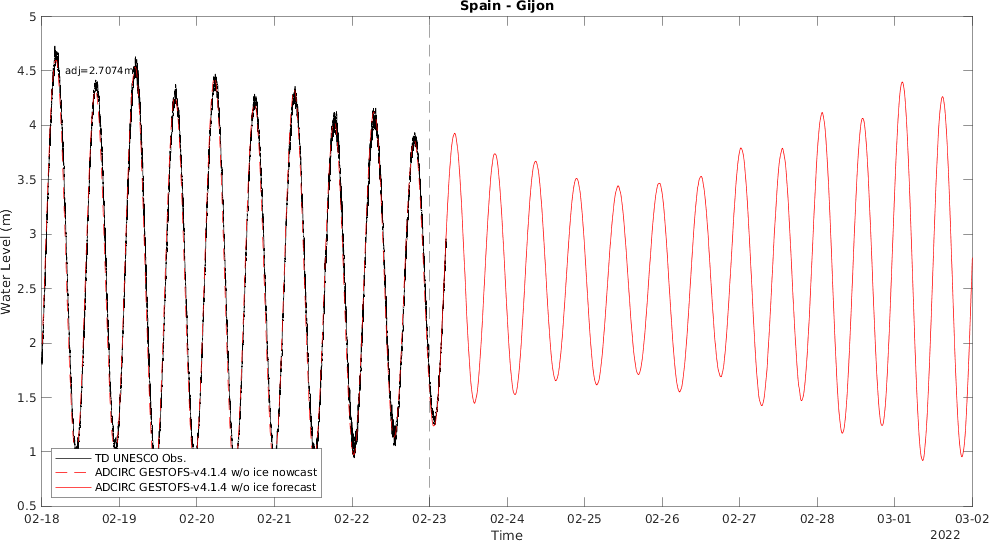 Spain - Gijon
5
4.5
4
3.5
3
2.5
2
1.5
1
0.5
Water Level (m)
adj=2.7074m
TD UNESCO Obs.
ADCIRC GESTOFS-v4.1.4 w/o ice nowcast
ADCIRC GESTOFS-v4.1.4 w/o ice forecast
02-18 02-19 02-20 02-21 02-22 02-23 02-24 02-25 02-26 02-27 02-28 03-01 03-02
Time
2022